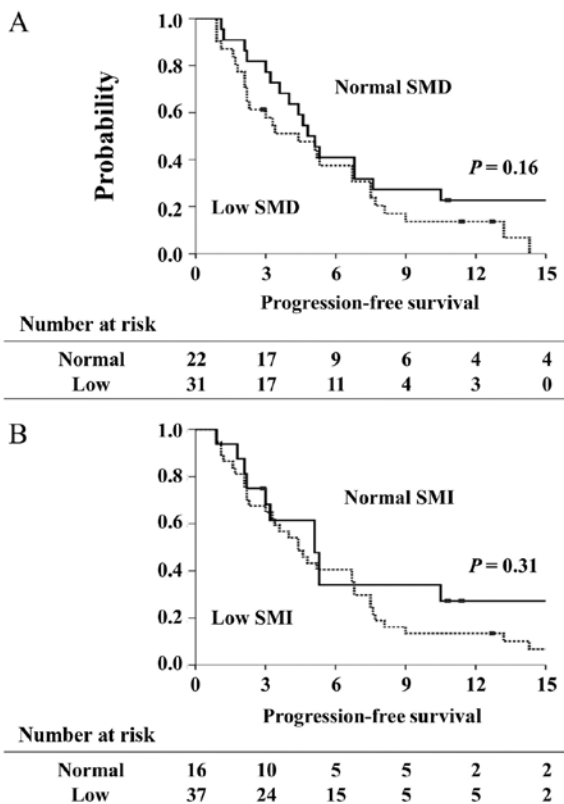 A
Probability
1.0
0.8
0.6
0.4
0.2
0.0
Normal SMD
P = 0.16
Low SMD
0 3 6 9 12 15
Progression-free survival
Number at risk
Normal 22 17 9 6 4 4
Low 31 17 11 4 3 0
B
1.0
0.8
0.6
0.4
0.2
0.0
Normal SMI
P = 0.31
Low SMI
0 3 6 9 12 15
Progression-free survival
Number at risk
Normal 16 10 5 5 2 2
Low 37 24 15 5 5 2